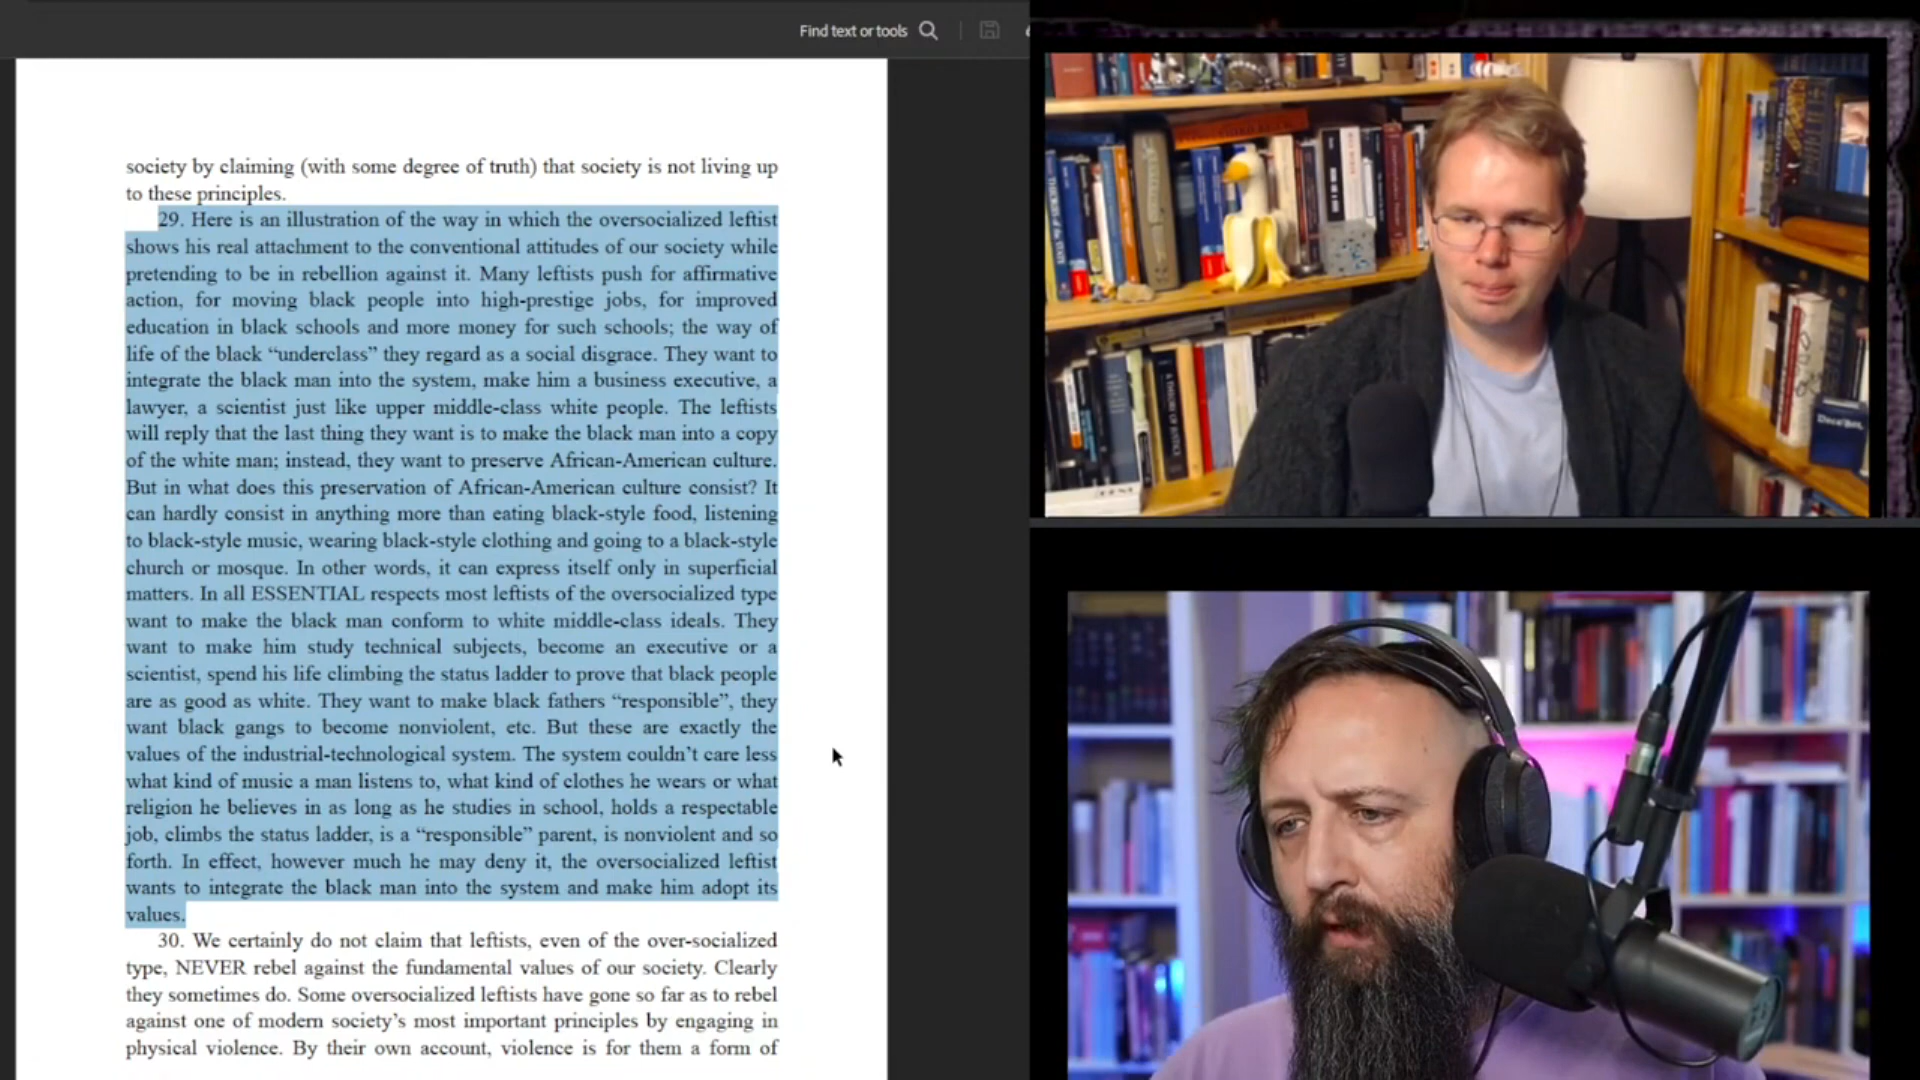 Find text or tools
society by claiming (with some degree of truth) that society is not living up
to these principles.
29. Here is an illustration of the way in which the oversocialized leftist
shows his real attachment to the conventional attitudes of our society while
pretending to be in rebellion against it. Many leftists push for affirmative
action, for moving black people into high-prestige jobs, for improved
education in black schools and more money for such schools; the way of
life of the black “underclass” they regard as a social disgrace. They want to
integrate the black man into the system, make him a business executive, a
lawyer, a scientist just like upper middle-class white people. The leftists
will reply that the last thing they want is to make the black man into a copy
of the white man; instead, they want to preserve African-American culture.
But in what does this preservation of African-American culture consist? It
can hardly consist in anything more than eating black-style food, listening
to black-style music, wearing black-style clothing and going to a black-style
church or mosque. In other words, it can express itself only in superficial
matters. In all ESSENTIAL respects most leftists of the oversocialized type
want to make the black man conform to white middle-class ideals. They
want to make him study technical subjects, become an executive or a
scientist, spend his life climbing the status ladder to prove that black people
are as good as white. They want to make black fathers “responsible”, they
want black gangs to become nonviolent, etc. But these are exactly the
values of the industrial-technological system. The system couldn’t care less
what kind of music a man listens to, what kind of clothes he wears or what
religion he believes in as long as he studies in school, holds a respectable
job, climbs the status ladder, is a “responsible” parent, is nonviolent and so
forth. In effect, however much he may deny it, the oversocialized leftist
wants to integrate the black man into the system and make him adopt its
values.
30. We certainly do not claim that leftists, even of the over-socialized
type, NEVER rebel against the fundamental values of our society. Clearly
they sometimes do. Some oversocialized leftists have gone so far as to rebel
against one of modern society’s most important principles by engaging in
physical violence. By their own account, violence is for them a form of